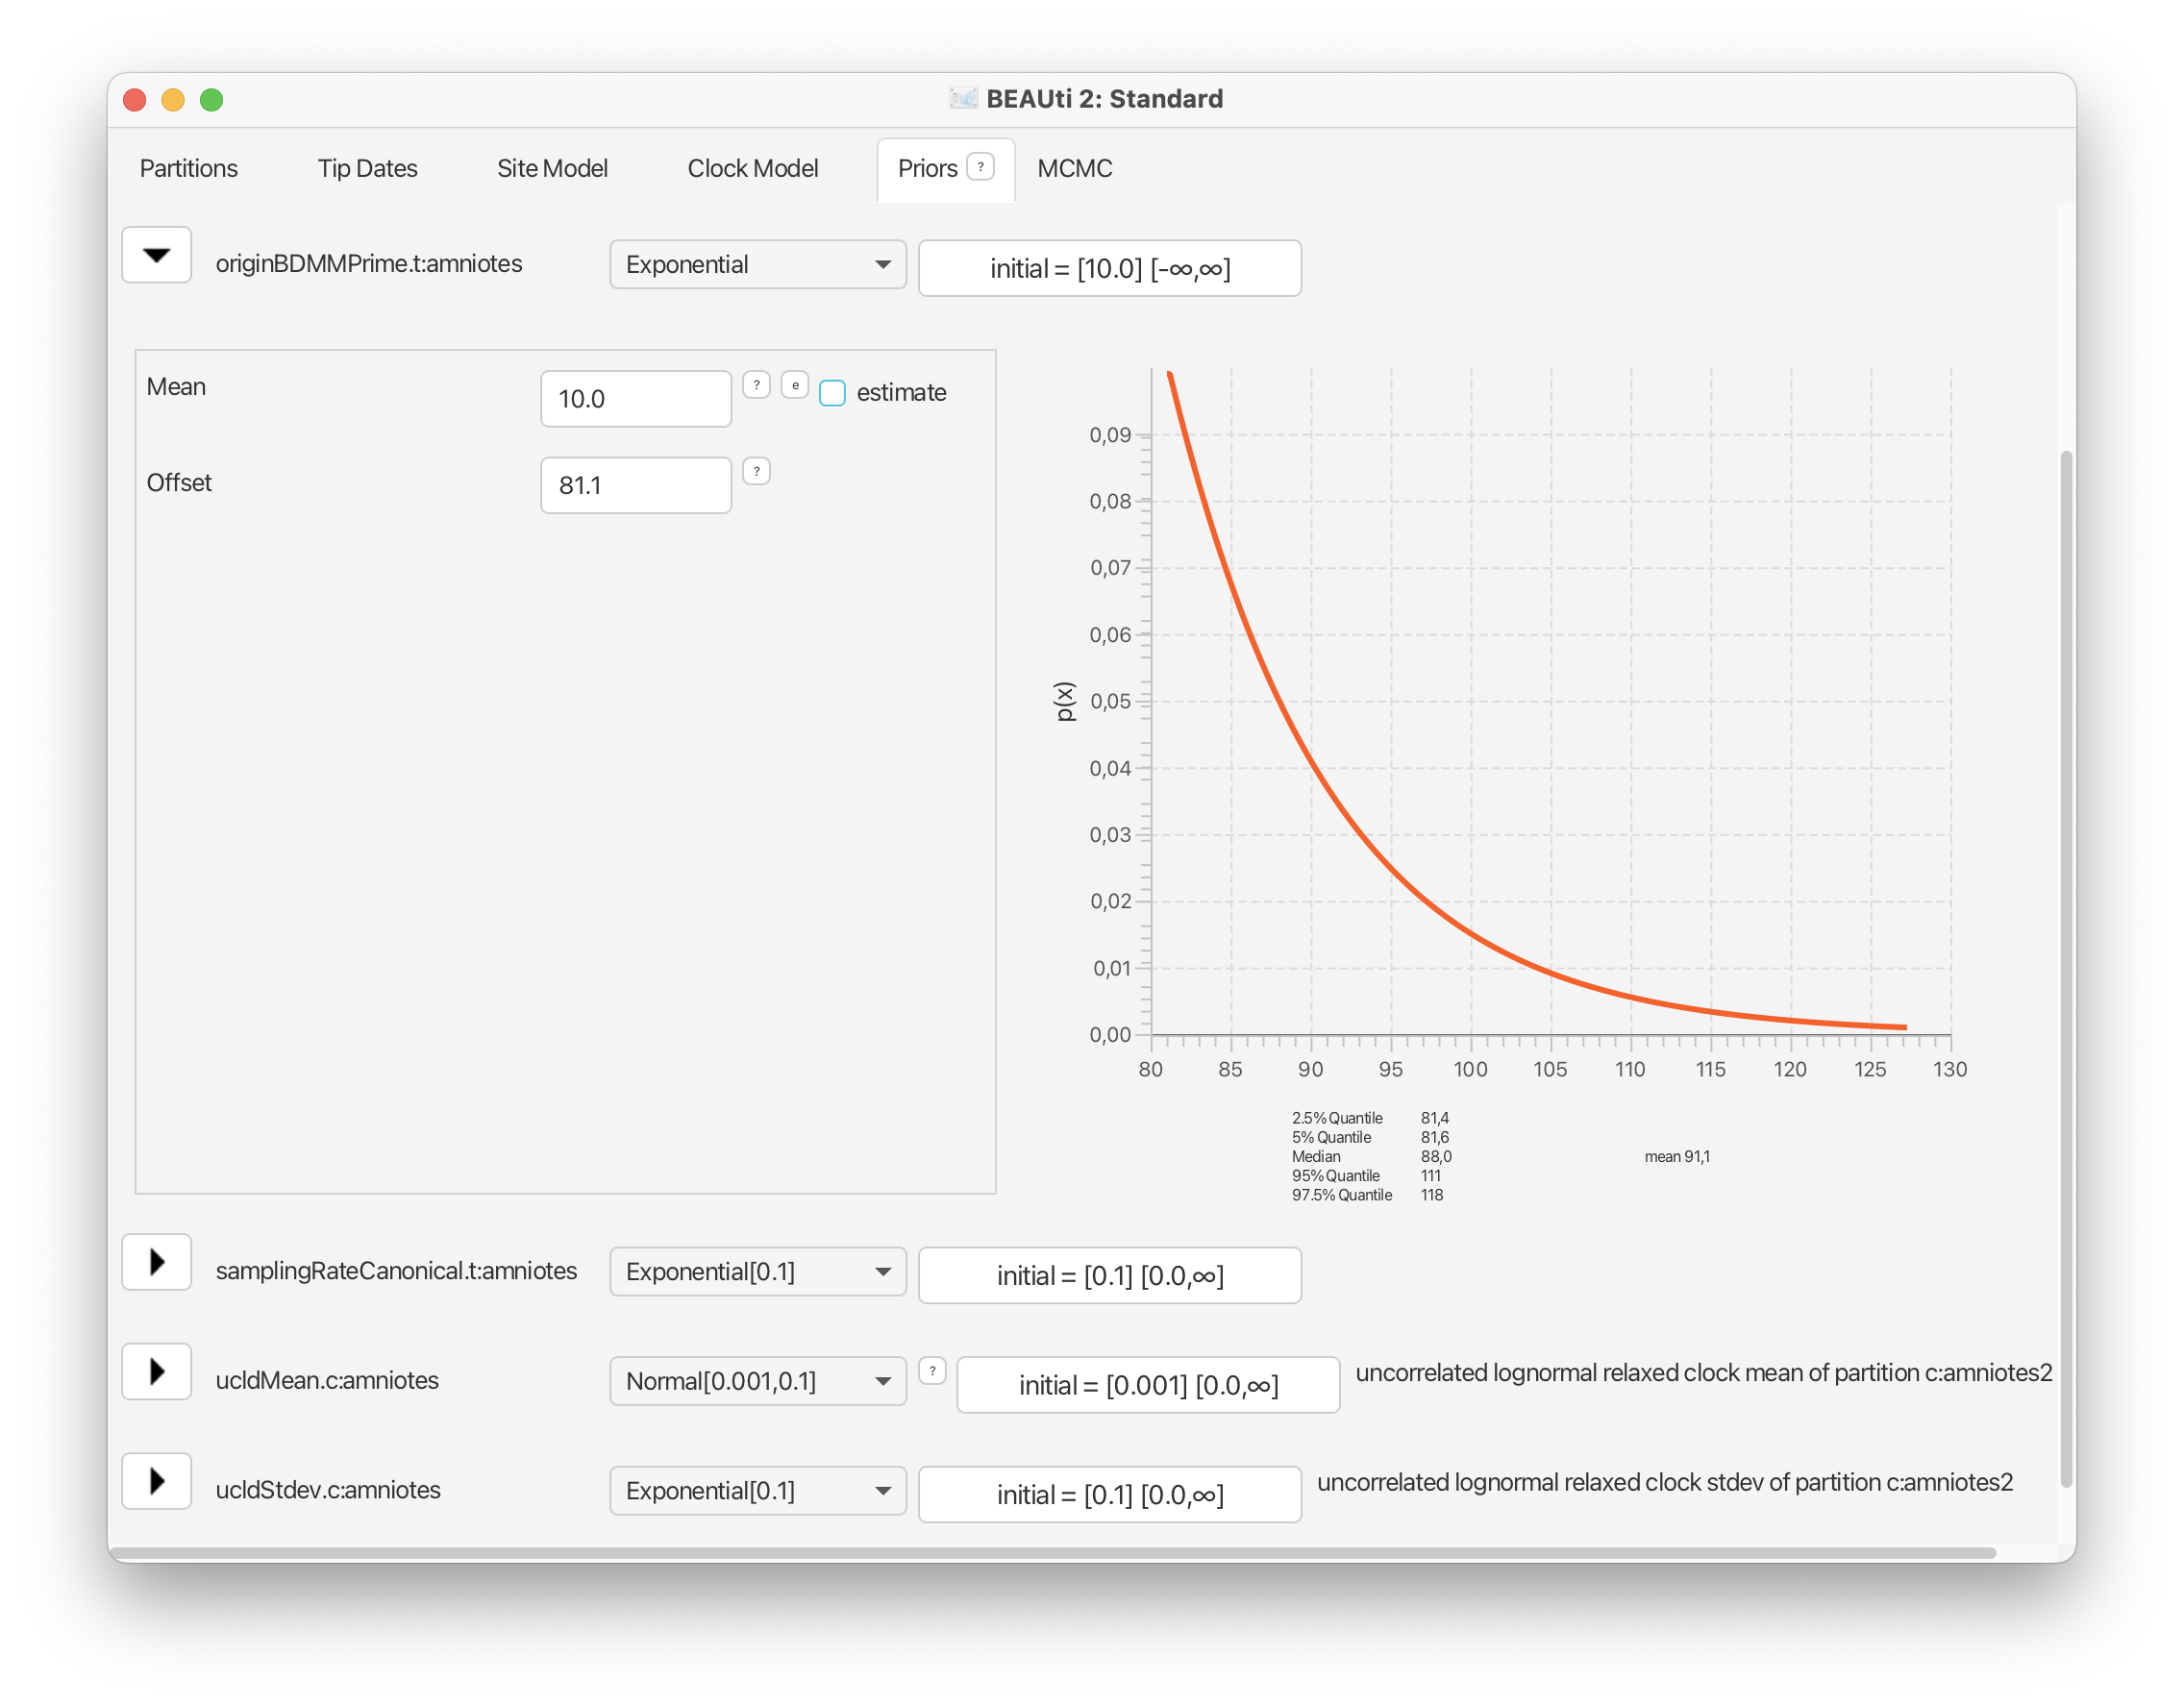 BEAUti 2: Standard
Partitions Tip Dates Site Model Clock Model Priors ? MCMC
originBDMMPrime.t:amniotes Exponential initial = [10.0] [-∞,∞]
Mean 10.0 ? e estimate
Offset 81.1 ?
p(x)
0,09
0,08
0,07
0,06
0,05
0,04
0,03
0,02
0,01
0,00
80 85 90 95 100 105 110 115 120 125 130
2.5% Quantile 81,4
5% Quantile 81,6
Median 88,0 mean 91,1
95% Quantile 111
97.5% Quantile 118
samplingRateCanonical.t:amniotes Exponential[0.1] initial = [0.1] [0.0,∞]
ucldMean.c:amniotes Normal[0.001,0.1] ? initial = [0.001] [0.0,∞] uncorrelated lognormal relaxed clock mean of partition c:amniotes2
ucldStdev.c:amniotes Exponential[0.1] initial = [0.1] [0.0,∞] uncorrelated lognormal relaxed clock stdev of partition c:amniotes2